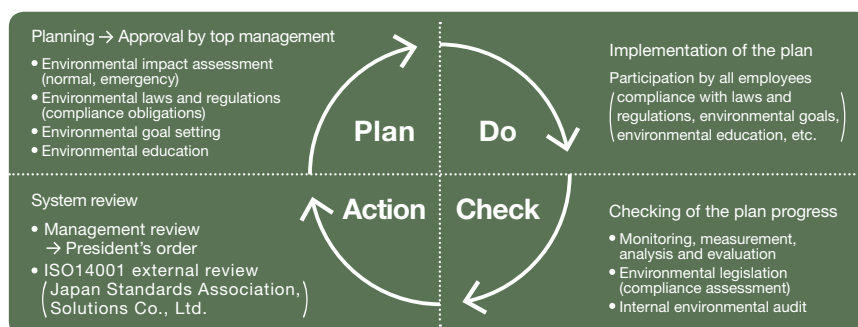 Planning → Approval by top management
• Environmental impact assessment
(normal, emergency)
• Environmental laws and regulations
(compliance obligations)
• Environmental goal setting
• Environmental education
Plan
Do
Implementation of the plan
Participation by all employees
(compliance with laws and
regulations, environmental goals,
environmental education, etc.)
System review
• Management review
→ President's order
• ISO14001 external review
(Japan Standards Association,
Solutions Co., Ltd.)
Action
Check
Checking of the plan progress
• Monitoring, measurement,
analysis and evaluation
• Environmental legislation
(compliance assessment)
• Internal environmental audit